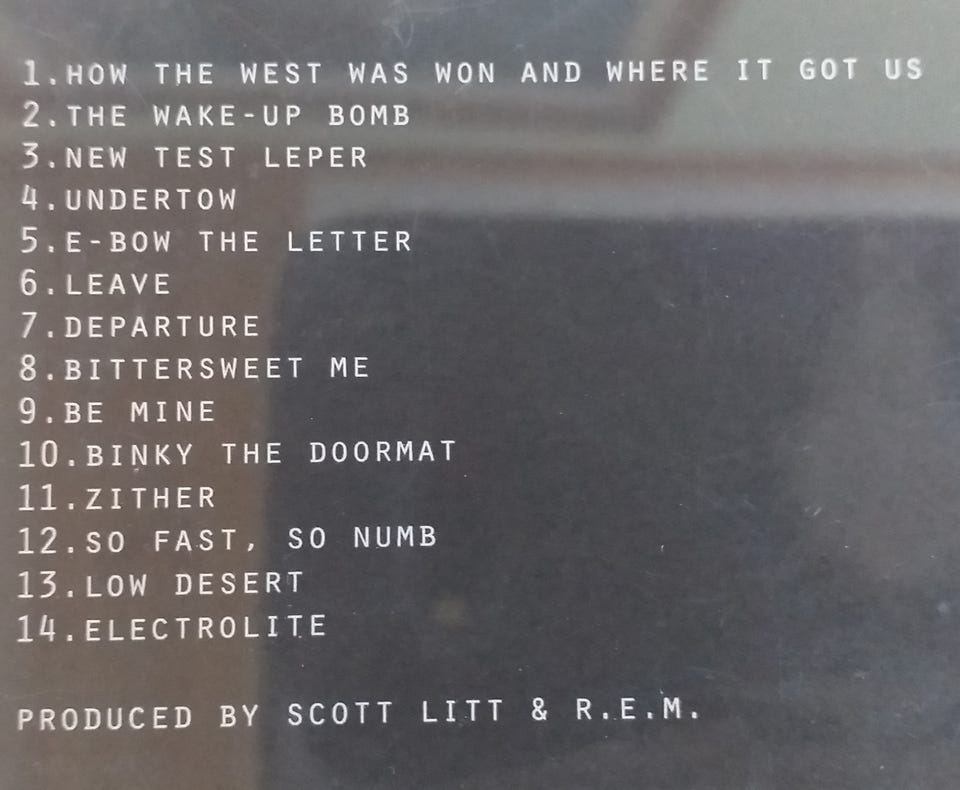 1.HOW THE WEST WAS WON AND WHERE IT GOT US
2.THE WAKE-UP BOMB
3.NEW TEST LEPER
4.UNDERTOW
5.E-BOW THE LETTER
6.LEAVE
7.DEPARTURE
8.BITTERSWEET ME
9.BE MINE
10.BINKY THE DOORMAT
11.ZITHER
12.SO FAST, SO NUMB
13.LOW DESERT
14.ELECTROLITE
PRODUCED BY SCOTT LITT & R.E.M.